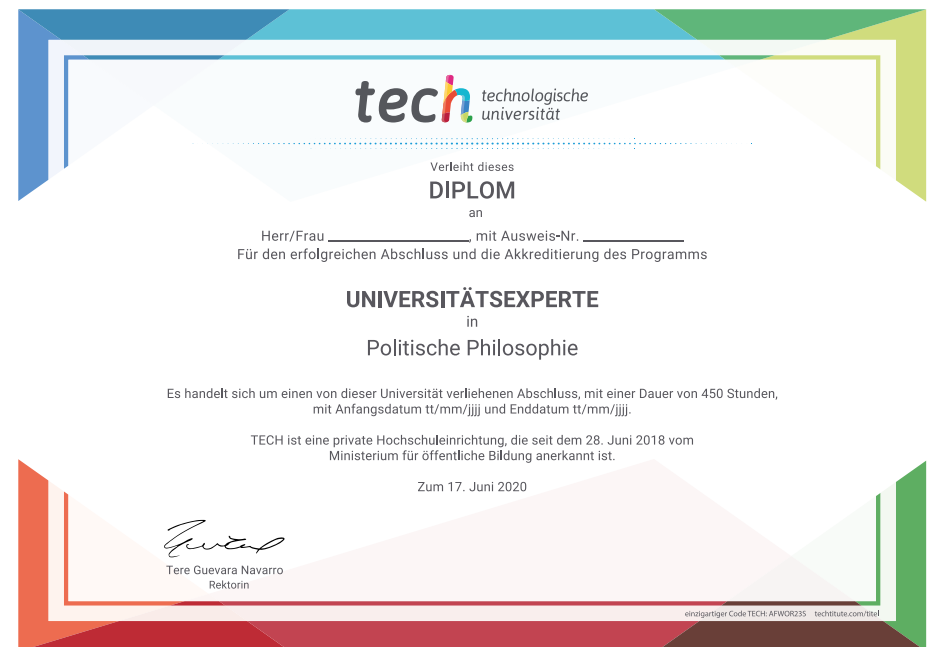 tech technologische
universität
Verleiht dieses
DIPLOM
an
Herr/Frau ________________, mit Ausweis-Nr. ____________
Für den erfolgreichen Abschluss und die Akkreditierung des Programms
UNIVERSITÄTSEXPERTE
in
Politische Philosophie
Es handelt sich um einen von dieser Universität verliehenen Abschluss, mit einer Dauer von 450 Stunden,
mit Anfangsdatum tt/mm/jjjj und Enddatum tt/mm/jjjj.
TECH ist eine private Hochschuleinrichtung, die seit dem 28. Juni 2018 vom
Ministerium für öffentliche Bildung anerkannt ist.
Zum 17. Juni 2020
Tere Guevara Navarro
Rektorin
einzigartiger Code TECH: AFWOR23S techtitute.com/titel